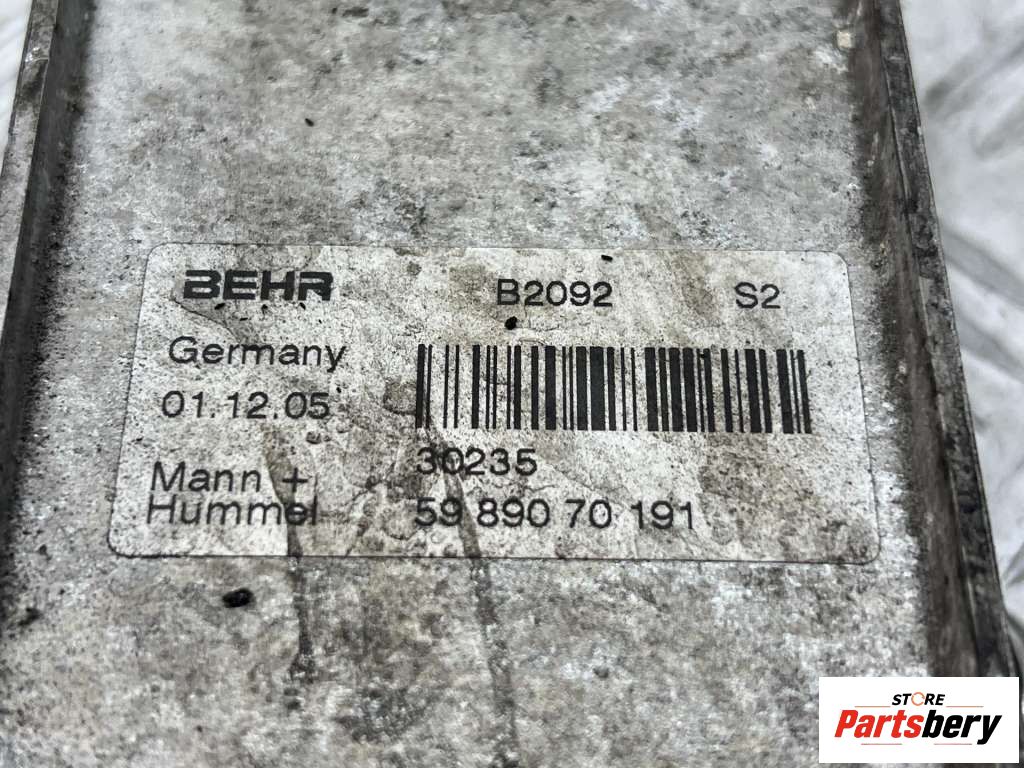 BEHR B2092 S2
Germany
01.12.05
30235
Mann +
Hummel 59 890 70 191
STORE
Partsbery